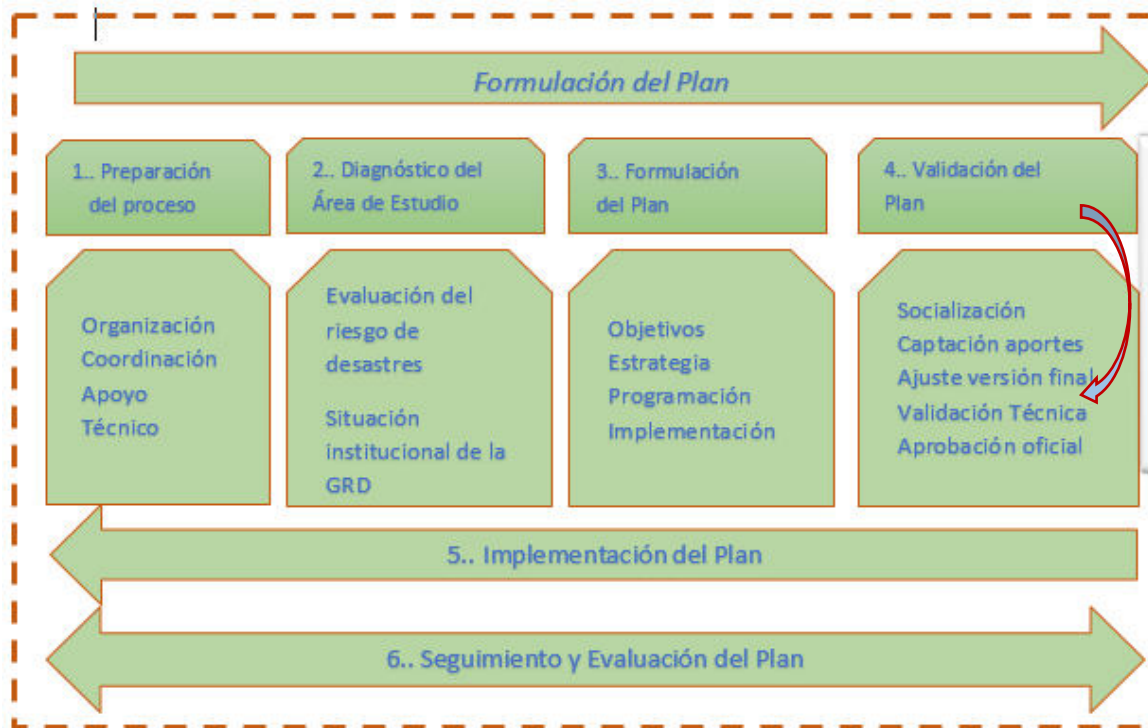 Formulación del Plan
1.. Preparación
del proceso
2.. Diagnóstico del
Área de Estudio
3.. Formulación
del Plan
4.. Validación del
Plan
Organización
Coordinación
Apoyo
Técnico
Evaluación del
riesgo de
desastres
Situación
institucional de la
GRD
Objetivos
Estrategia
Programación
Implementación
Socialización
Captación aportes
Ajuste versión final
Validación Técnica
Aprobación oficial
5.. Implementación del Plan
6.. Seguimiento y Evaluación del Plan